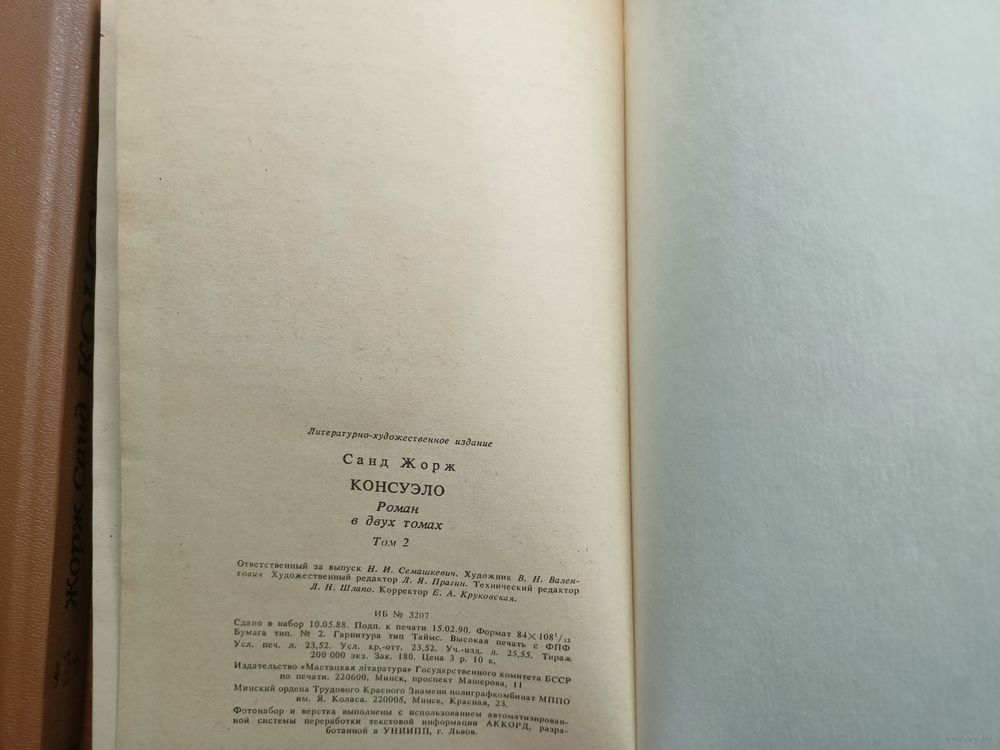 Жорж Санд КОНСУ
Литературно-художественное издание
Санд Жорж
КОНСУЭЛО
Роман
в двух томах
Том 2
Ответственный за выпуск Н. И. Семашкевич. Художник В. Н. Вален-
тович Художественный редактор Л. Я. Прагин. Технический редактор
Л. Н. Шлапо. Корректор Е. А. Круковская.
ИБ № 3207
Сдано в набор 10.05.88. Подп. к печати 15.02.90. Формат 84×108¹/₃₂
Бумага тип. № 2. Гарнитура тип Таймс. Высокая печать с ФПФ
Усл. печ. л. 23,52. Усл. кр.-отт. 23,52. Уч.-изд. л. 25,55. Тираж
200 000 экз. Зак. 180. Цена 3 р. 10 к.
Издательство «Мастацкая літаратура» Государственного комитета БССР
по печати. 220600, Минск, проспект Машерова, 11
Минский ордена Трудового Красного Знамени полиграфкомбинат МППО
им. Я. Коласа. 220005, Минск, Красная, 23.
Фотонабор и верстка выполнены с использованием автоматизирован-
ной системы переработки текстовой информации АККОРД, разра-
ботанной в УНИИПП, г. Львов.
www.ay.by